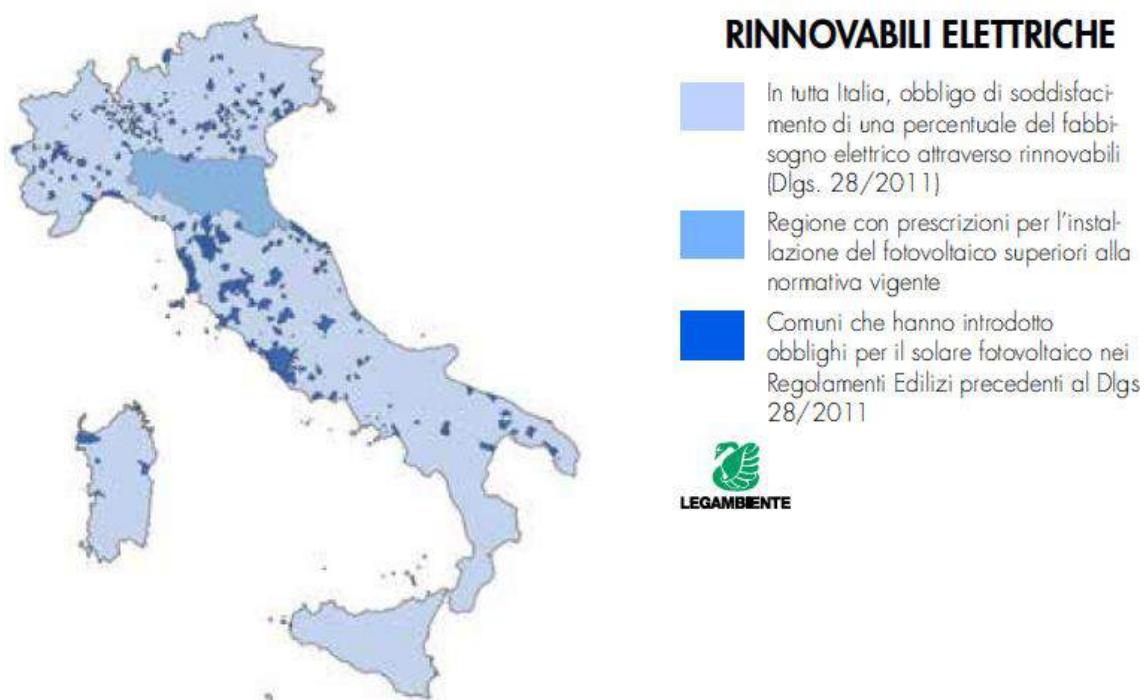 RINNOVABILI ELETTRICHE
In tutta Italia, obbligo di soddisfaci-
mento di una percentuale del fabbi-
sogno elettrico attraverso rinnovabili
(Dlgs. 28/2011)
Regione con prescrizioni per l'instal-
lazione del fotovoltaico superiori alla
normativa vigente
Comuni che hanno introdotto
obblighi per il solare fotovoltaico nei
Regolamenti Edilizi precedenti al Dlgs
28/2011
LEGAMBIENTE